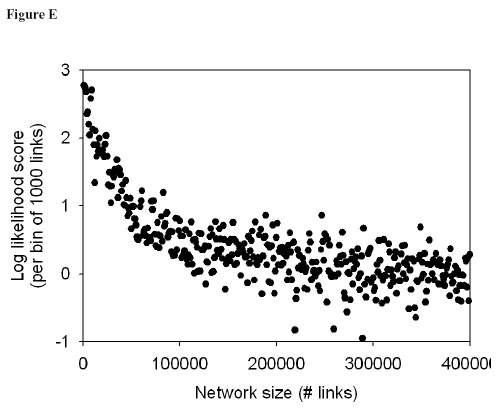 Figure E
3
2
1
0
-1
Log likelihood score
(per bin of 1000 links)
0 100000 200000 300000 40000
Network size (# links)